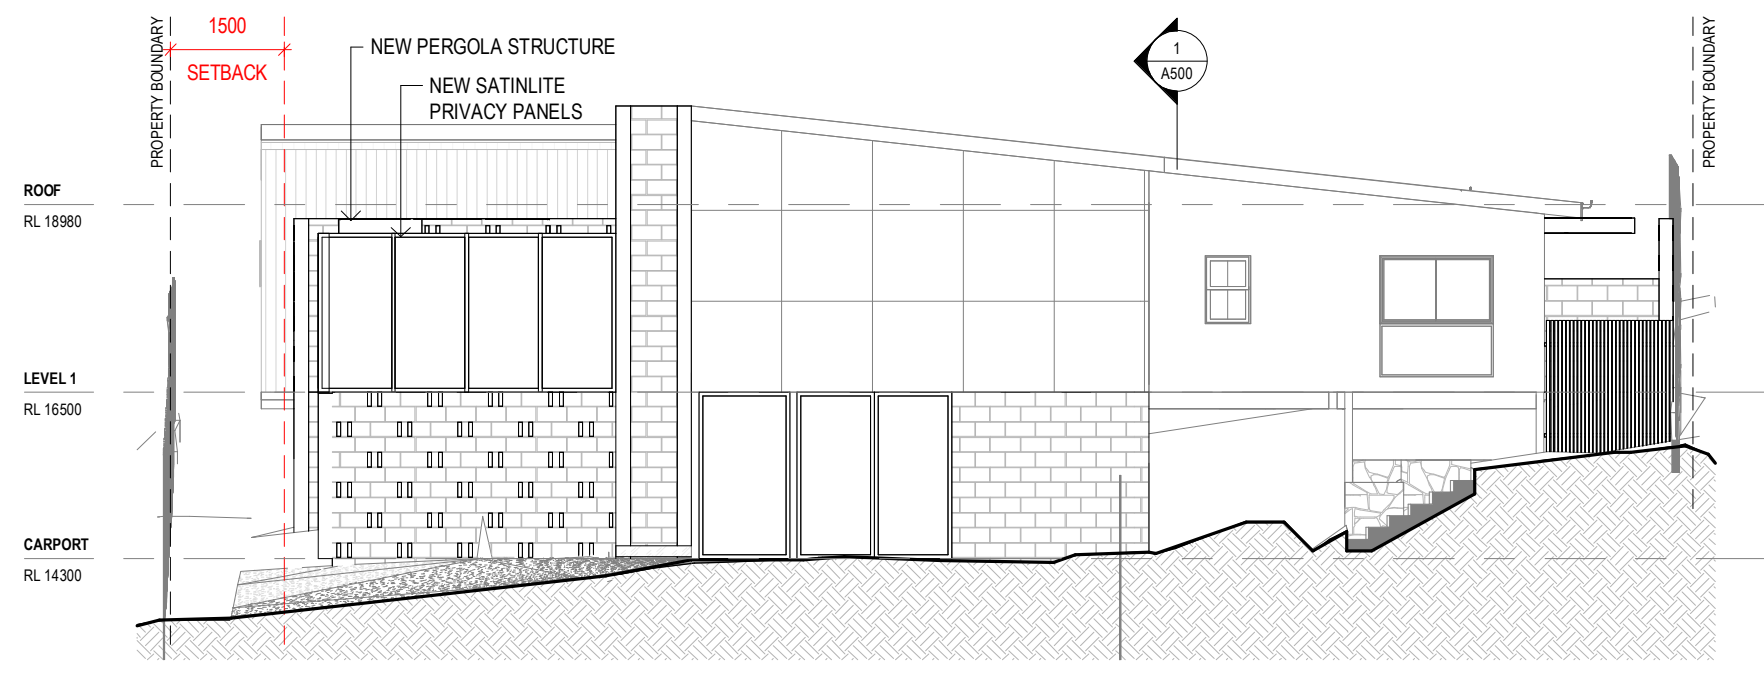 PROPERTY BOUNDARY
1500
SETBACK
NEW PERGOLA STRUCTURE
NEW SATINLITE
PRIVACY PANELS
1
A500
PROPERTY BOUNDARY
ROOF
RL 18980
LEVEL 1
RL 16500
CARPORT
RL 14300